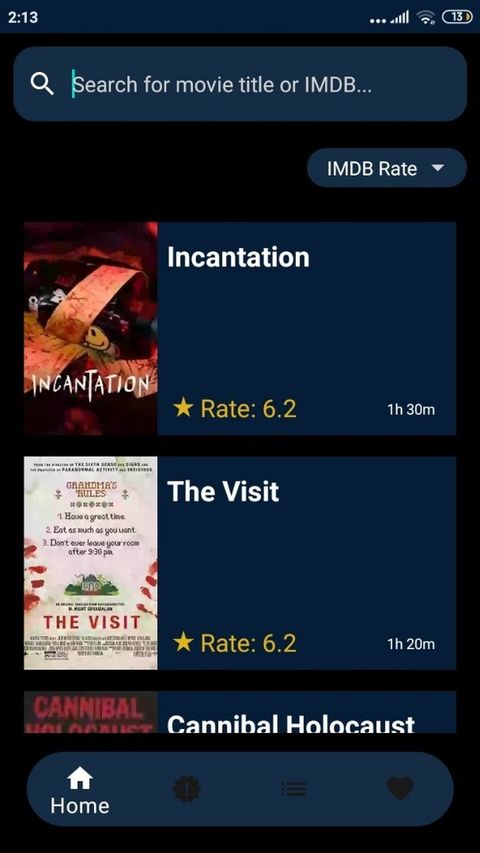 2:13
13
Search for movie title or IMDB...
IMDB Rate
INCANTATION
Incantation
★ Rate: 6.2
1h 30m
FROM THE DIRECTOR OF THE SIXTH SENSE AND SIGNS AND
THE PRODUCER OF PARANORMAL ACTIVITY AND INSIDIOUS
GRANDMA'S
RULES:
1. Have a great time.
2. Eat as much as you want.
3. Don't ever leave your room
after 9:30 pm.
M. NIGHT SHYAMALAN
THE VISIT
The Visit
★ Rate: 6.2
1h 20m
CANNIBAL
HOLOCAUST
Cannibal Holocaust
Home